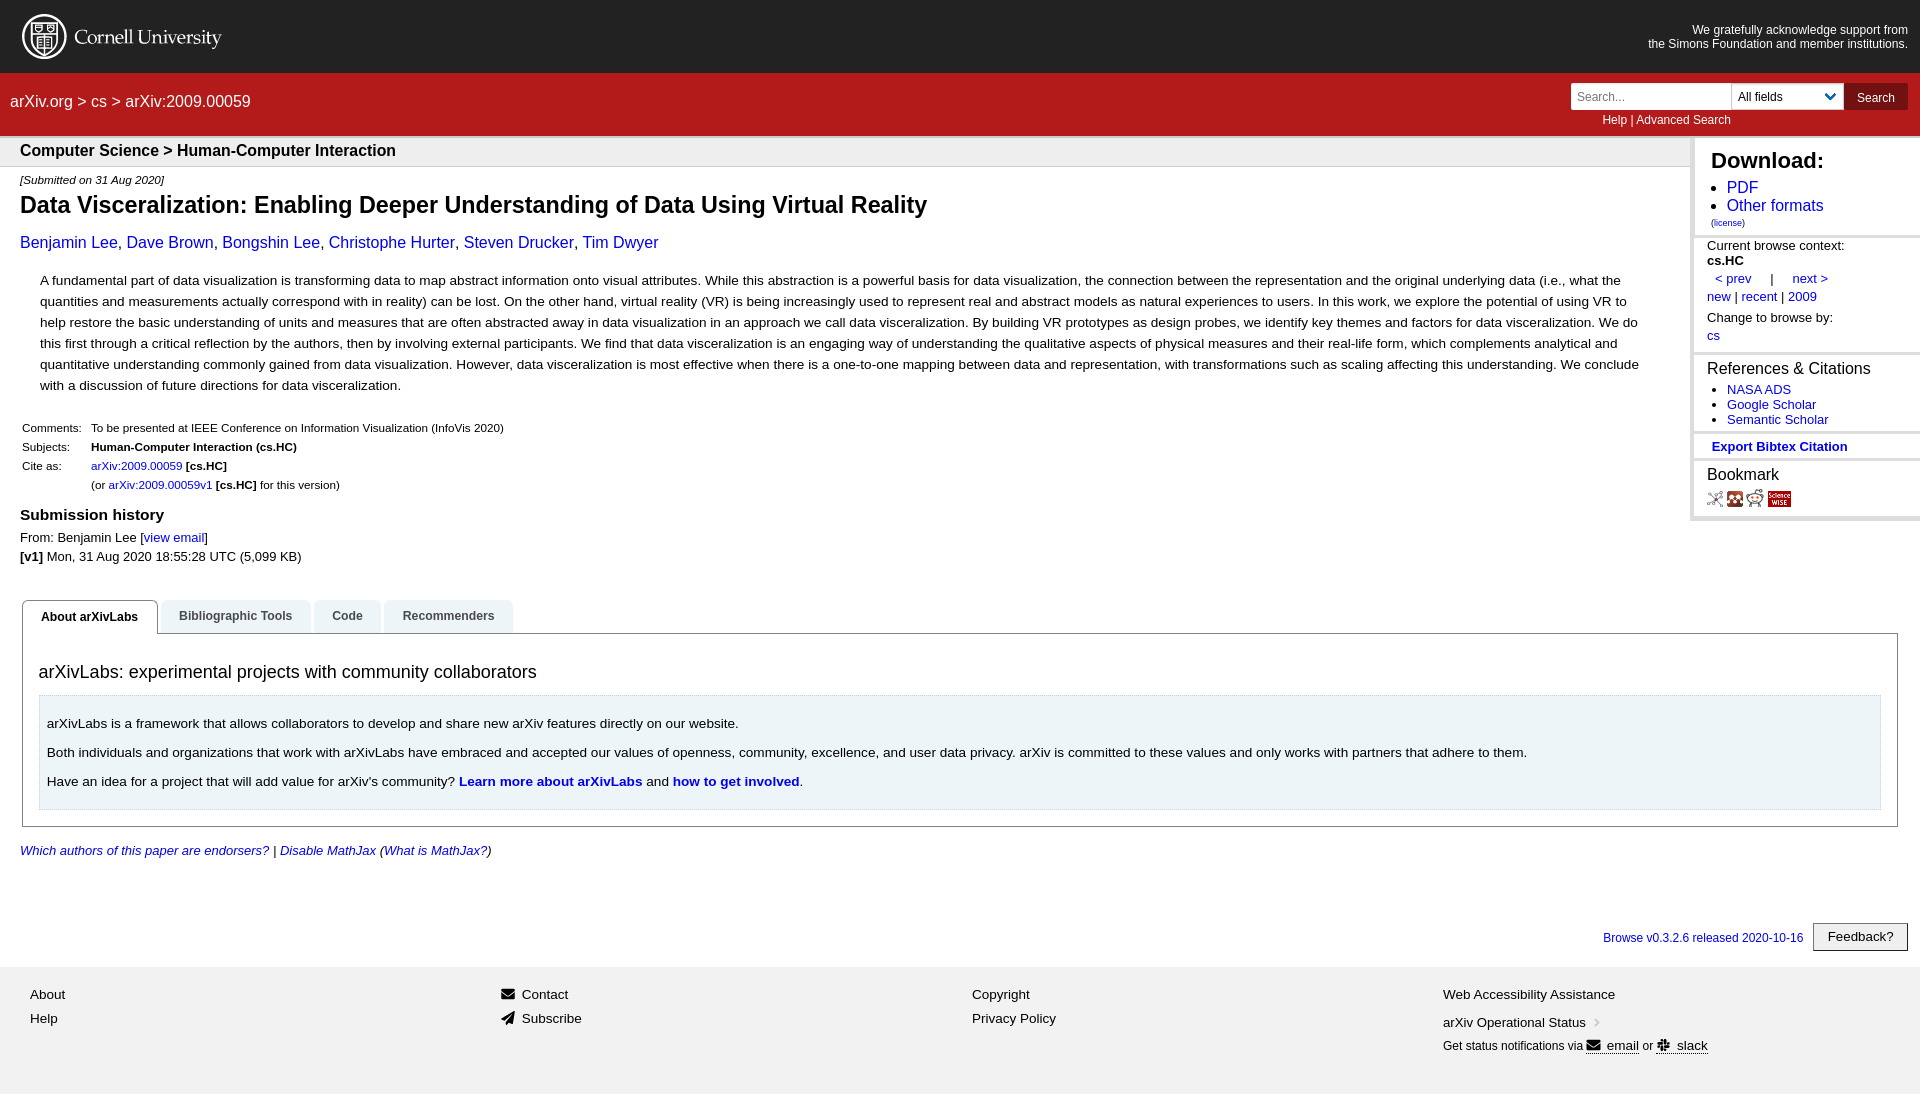 Cornell University
We gratefully acknowledge support from
the Simons Foundation and member institutions.
arXiv.org > cs > arXiv:2009.00059
Search...
All fields
Search
Help | Advanced Search
Computer Science > Human-Computer Interaction
[Submitted on 31 Aug 2020]
Data Visceralization: Enabling Deeper Understanding of Data Using Virtual Reality
Benjamin Lee, Dave Brown, Bongshin Lee, Christophe Hurter, Steven Drucker, Tim Dwyer
A fundamental part of data visualization is transforming data to map abstract information onto visual attributes. While this abstraction is a powerful basis for data visualization, the connection between the representation and the original underlying data (i.e., what the
quantities and measurements actually correspond with in reality) can be lost. On the other hand, virtual reality (VR) is being increasingly used to represent real and abstract models as natural experiences to users. In this work, we explore the potential of using VR to
help restore the basic understanding of units and measures that are often abstracted away in data visualization in an approach we call data visceralization. By building VR prototypes as design probes, we identify key themes and factors for data visceralization. We do
this first through a critical reflection by the authors, then by involving external participants. We find that data visceralization is an engaging way of understanding the qualitative aspects of physical measures and their real-life form, which complements analytical and
quantitative understanding commonly gained from data visualization. However, data visceralization is most effective when there is a one-to-one mapping between data and representation, with transformations such as scaling affecting this understanding. We conclude
with a discussion of future directions for data visceralization.
Comments: To be presented at IEEE Conference on Information Visualization (InfoVis 2020)
Subjects: Human-Computer Interaction (cs.HC)
Cite as: arXiv:2009.00059 [cs.HC]
(or arXiv:2009.00059v1 [cs.HC] for this version)
Submission history
From: Benjamin Lee [view email]
[v1] Mon, 31 Aug 2020 18:55:28 UTC (5,099 KB)
Download:
PDF
Other formats
(license)
Current browse context:
cs.HC
< prev | next >
new | recent | 2009
Change to browse by:
cs
References & Citations
NASA ADS
Google Scholar
Semantic Scholar
Export Bibtex Citation
Bookmark
Science
WISE
About arXivLabs
Bibliographic Tools
Code
Recommenders
arXivLabs: experimental projects with community collaborators
arXivLabs is a framework that allows collaborators to develop and share new arXiv features directly on our website.
Both individuals and organizations that work with arXivLabs have embraced and accepted our values of openness, community, excellence, and user data privacy. arXiv is committed to these values and only works with partners that adhere to them.
Have an idea for a project that will add value for arXiv's community? Learn more about arXivLabs and how to get involved.
Which authors of this paper are endorsers? | Disable MathJax (What is MathJax?)
Browse v0.3.2.6 released 2020-10-16
Feedback?
About
Help
Contact
Subscribe
Copyright
Privacy Policy
Web Accessibility Assistance
arXiv Operational Status
Get status notifications via email or slack